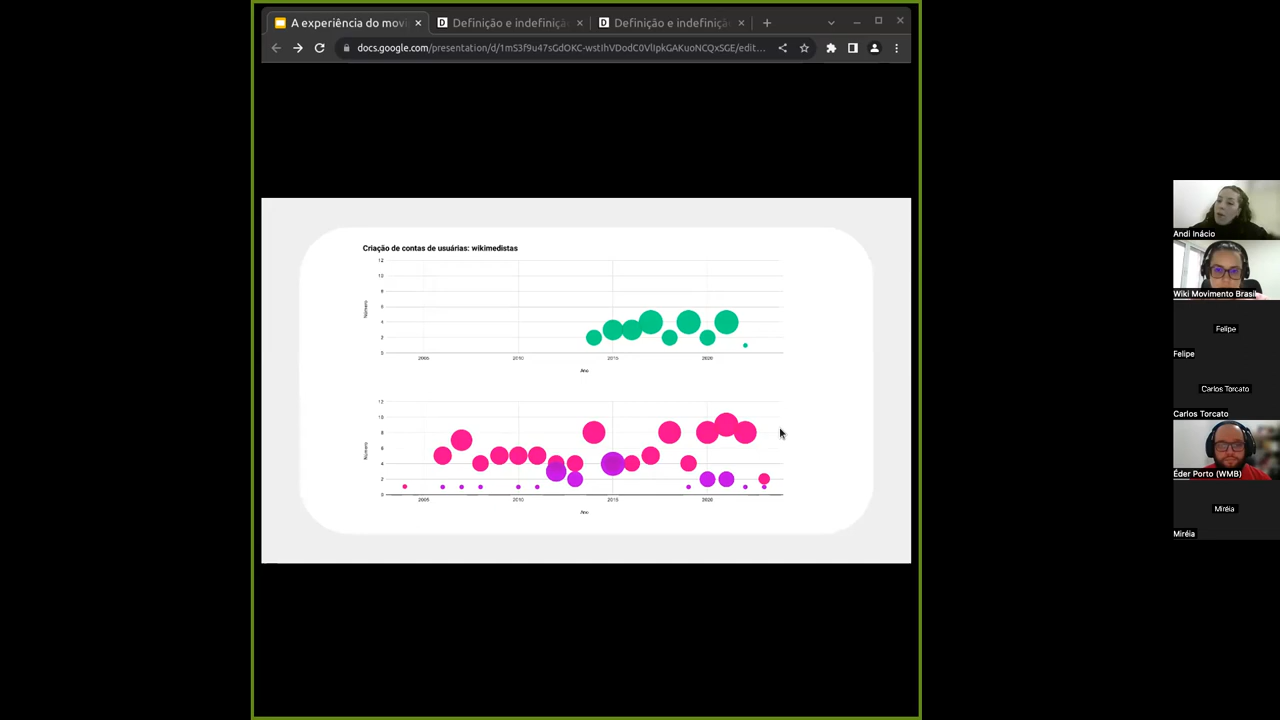 A experiência do movi
Definição e indefiniçã
Definição e indefiniçã
docs.google.com/presentation/d/1mS3f9u47sGdOKC-wstIhVDodC0VlIpkGAKuoNCQxSGE/edit...
Criação de contas de usuárias: wikimedistas
Número
12
10
8
6
4
2
0
2005
2010
2015
2020
Ano
Número
12
10
8
6
4
2
0
2005
2010
2015
2020
Ano
Andi Inácio
Wiki Movimento Brasil
Felipe
Felipe
Carlos Torcato
Carlos Torcato
Éder Porto (WMB)
Miréia
Miréia